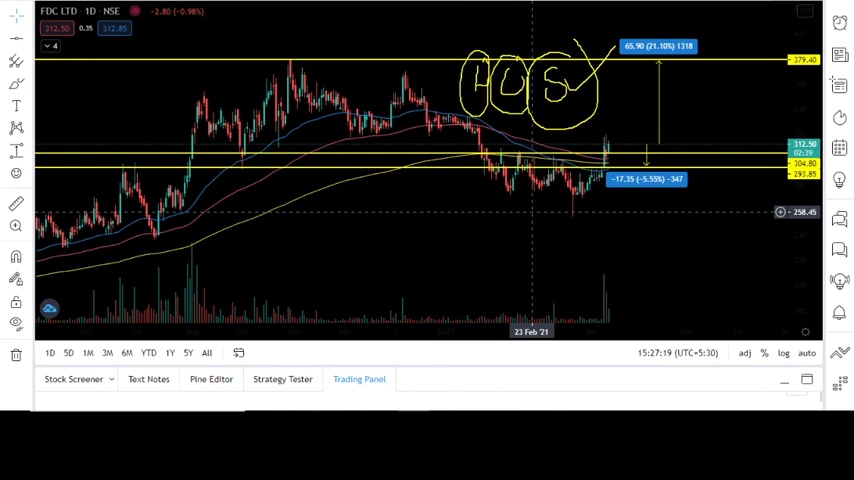 FDC LTD · 1D · NSE
-2.80 (-0.98%)
312.50 0.35 312.85
4
H L S
65.90 (21.10%) 1318
379.40
312.50
02:39
304.80
293.85
-17.35 (-5.55%) -347
258.45
2021
23 Feb '21
1D 5D 1M 3M 6M YTD 1Y 5Y All
15:27:19 (UTC+5:30) adj % log auto
Stock Screener Text Notes Pine Editor Strategy Tester Trading Panel